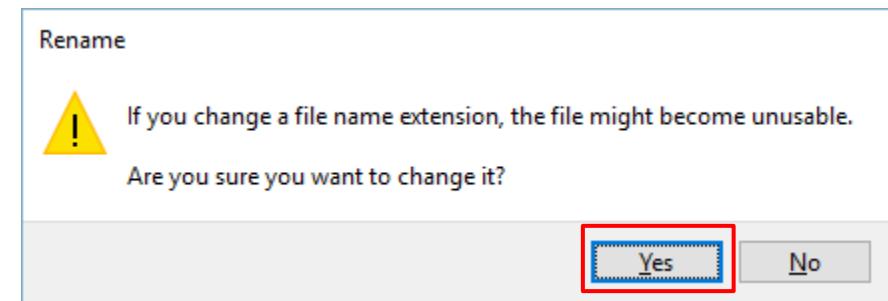 Rename
If you change a file name extension, the file might become unusable.
Are you sure you want to change it?
Yes
No